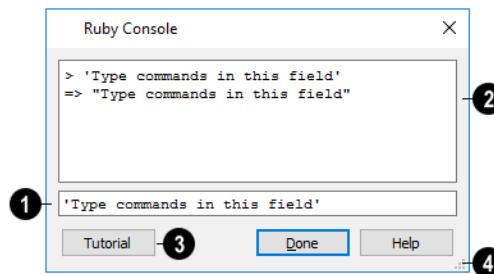 Ruby Console
> 'Type commands in this field'
=> "Type commands in this field"
2
1
'Type commands in this field'
Tutorial 3 Done Help
4